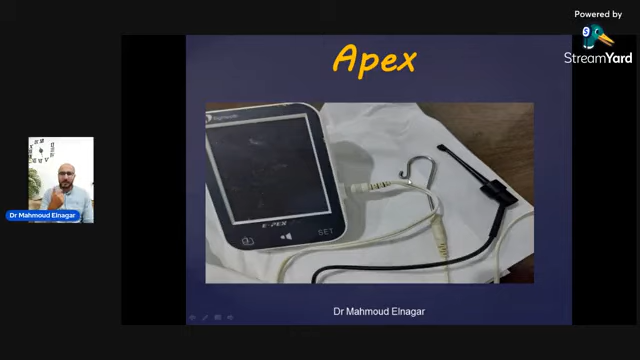 Powered by
StreamYard
Apex
E-PEX
SET
Dr Mahmoud Elnagar
Dr Mahmoud Elnagar